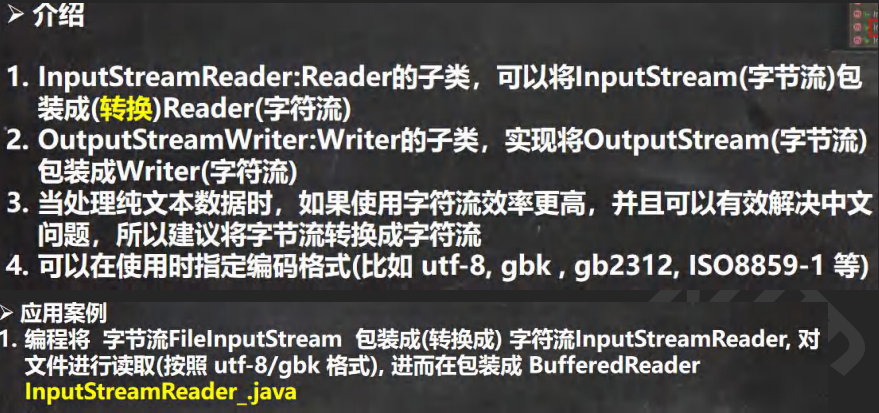 ➢ 介绍
1. InputStreamReader:Reader的子类，可以将InputStream(字节流)包
装成(转换)Reader(字符流)
2. OutputStreamWriter:Writer的子类，实现将OutputStream(字节流)
包装成Writer(字符流)
3. 当处理纯文本数据时，如果使用字符流效率更高，并且可以有效解决中文
问题，所以建议将字节流转换成字符流
4. 可以在使用时指定编码格式(比如 utf-8, gbk , gb2312, ISO8859-1 等)
➢ 应用案例
1. 编程将 字节流FileInputStream 包装成(转换成) 字符流InputStreamReader, 对
文件进行读取(按照 utf-8/gbk 格式), 进而在包装成 BufferedReader
InputStreamReader_.java